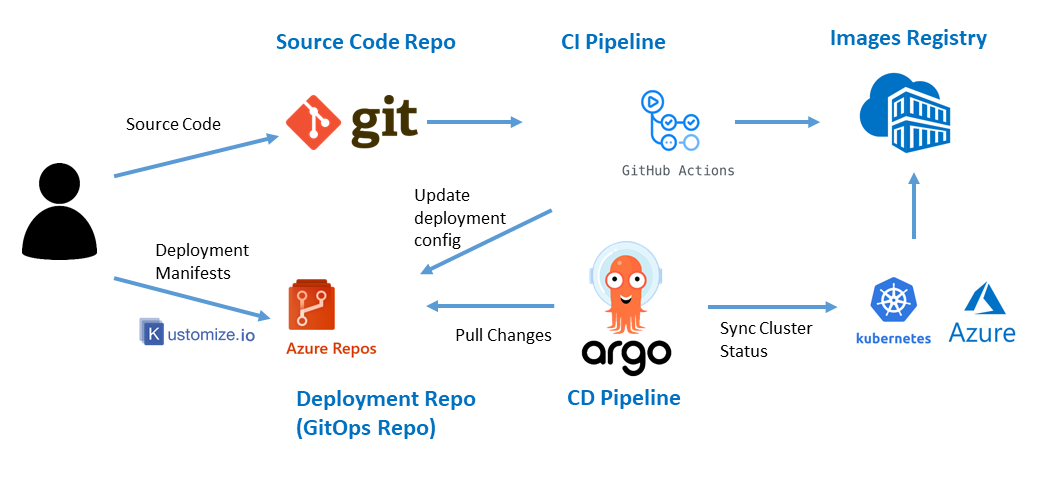 Source Code Repo
CI Pipeline
Images Registry
Source Code
git
GitHub Actions
Update
deployment
config
Deployment
Manifests
Kustomize.io
Azure Repos
Pull Changes
argo
Sync Cluster
Status
kubernetes
Azure
Deployment Repo
(GitOps Repo)
CD Pipeline